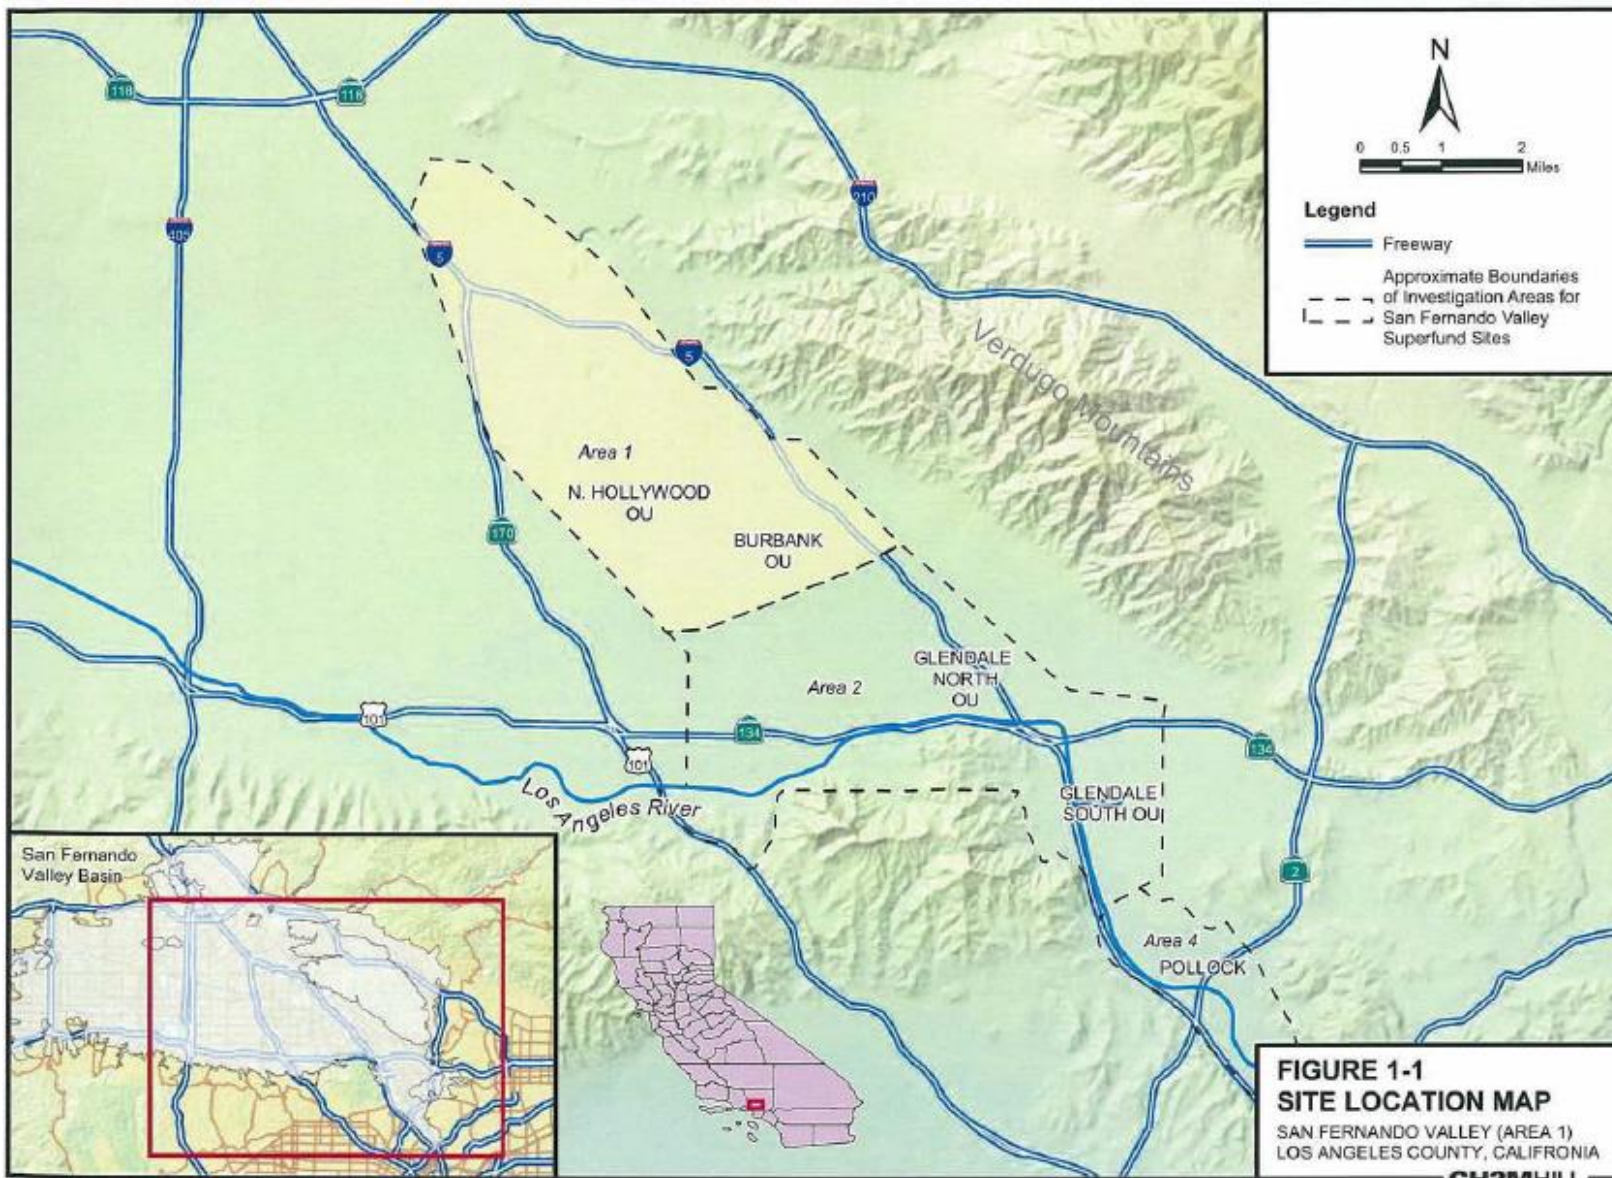 118
118
N
0 0.5 1 2
Miles
Legend
Freeway
Approximate Boundaries
of Investigation Areas for
San Fernando Valley
Superfund Sites
210
405
5
5
Verdugo Mountains
Area 1
N. HOLLYWOOD
OU
BURBANK
OU
170
GLENDALE
NORTH
OU
Area 2
101
134
134
101
Los Angeles River
GLENDALE
SOUTH OU
2
San Fernando
Valley Basin
Area 4
POLLOCK
FIGURE 1-1
SITE LOCATION MAP
SAN FERNANDO VALLEY (AREA 1)
LOS ANGELES COUNTY, CALIFRONIA
CH2MHILL